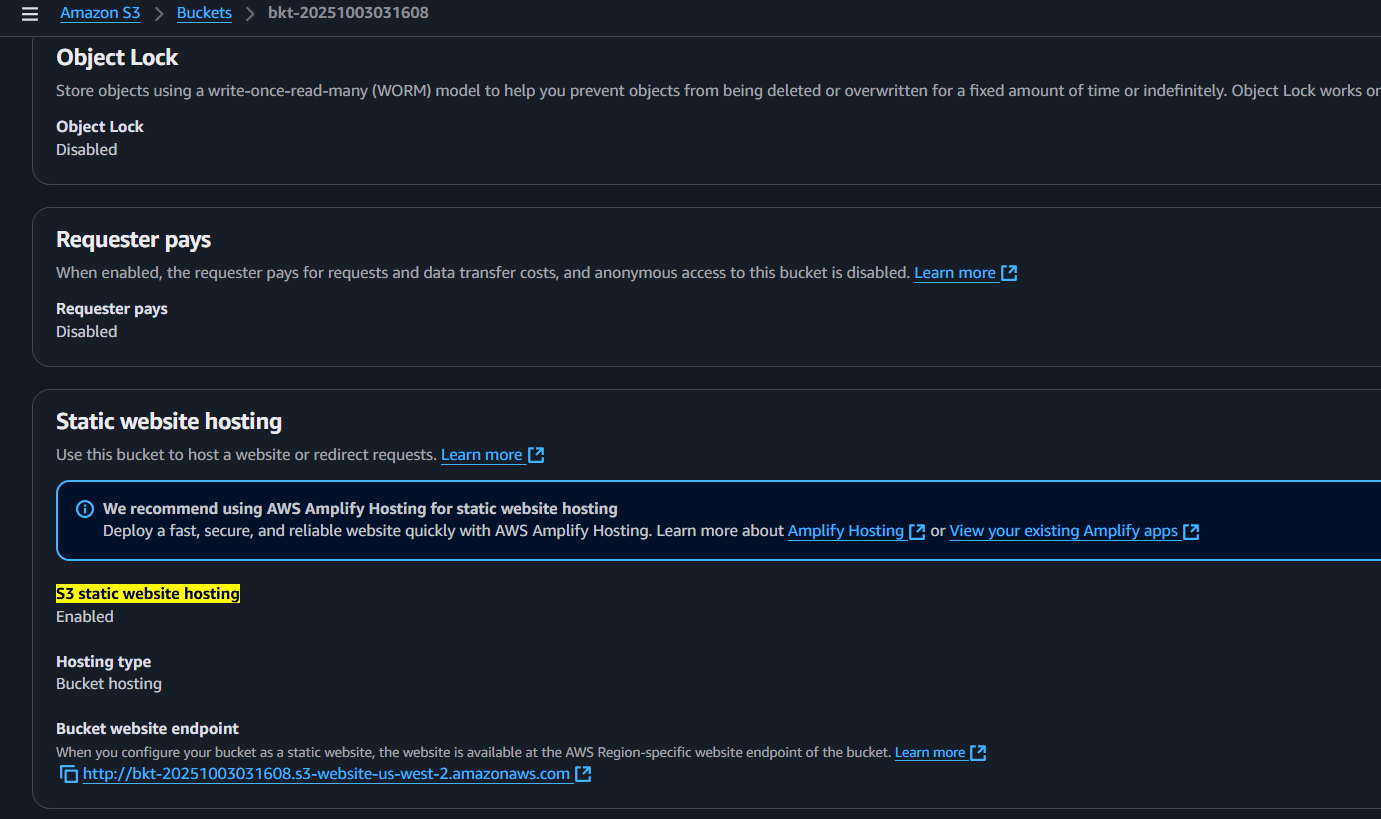 Amazon S3 > Buckets > bkt-20251003031608
Object Lock
Store objects using a write-once-read-many (WORM) model to help you prevent objects from being deleted or overwritten for a fixed amount of time or indefinitely. Object Lock works
Object Lock
Disabled
Requester pays
When enabled, the requester pays for requests and data transfer costs, and anonymous access to this bucket is disabled. Learn more
Requester pays
Disabled
Static website hosting
Use this bucket to host a website or redirect requests. Learn more
We recommend using AWS Amplify Hosting for static website hosting
Deploy a fast, secure, and reliable website quickly with AWS Amplify Hosting. Learn more about Amplify Hosting or View your existing Amplify apps
S3 static website hosting
Enabled
Hosting type
Bucket hosting
Bucket website endpoint
When you configure your bucket as a static website, the website is available at the AWS Region-specific website endpoint of the bucket. Learn more
http://bkt-20251003031608.s3-website-us-west-2.amazonaws.com